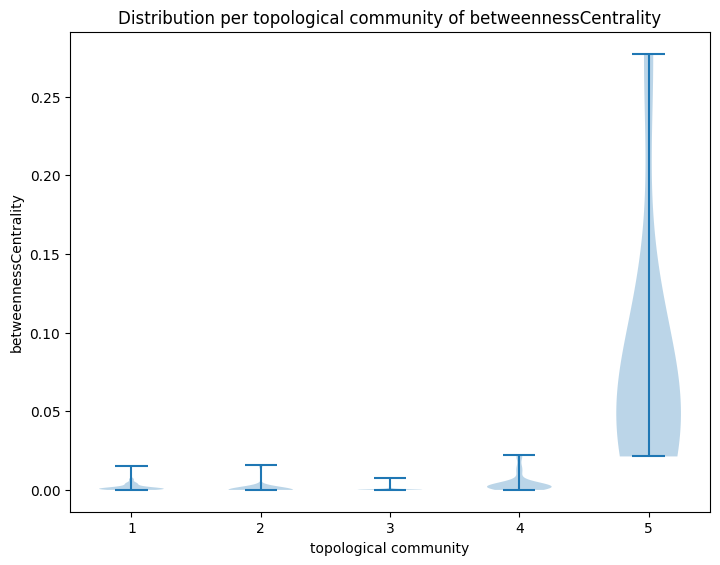 Distribution per topological community of betweennessCentrality
betweennessCentrality
0.25
0.20
0.15
0.10
0.05
0.00
1 2 3 4 5
topological community